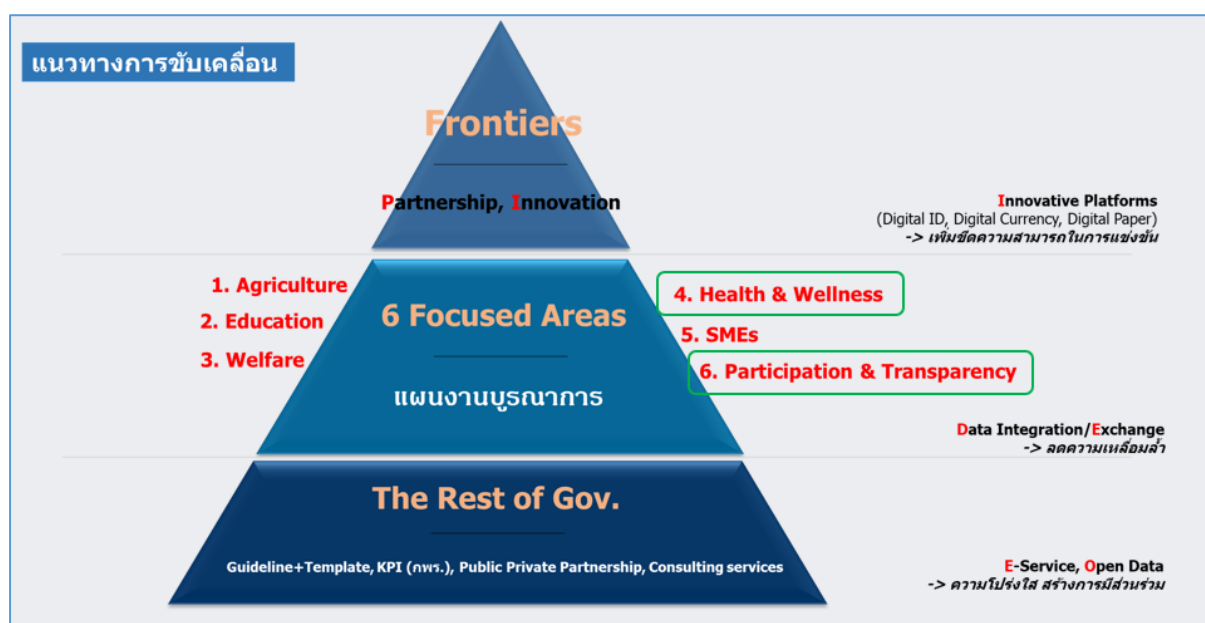 แนวทางการขับเคลื่อน
Frontiers
Partnership, Innovation
Innovative Platforms
(Digital ID, Digital Currency, Digital Paper)
-> เพิ่มขีดความสามารถในการแข่งขัน
1. Agriculture
2. Education
3. Welfare
6 Focused Areas
แผนงานบูรณาการ
4. Health & Wellness
5. SMEs
6. Participation & Transparency
Data Integration/Exchange
-> ลดความเหลื่อมล้ำ
The Rest of Gov.
Guideline+Template, KPI (กพร.), Public Private Partnership, Consulting services
E-Service, Open Data
-> ความโปร่งใส สร้างการมีส่วนร่วม